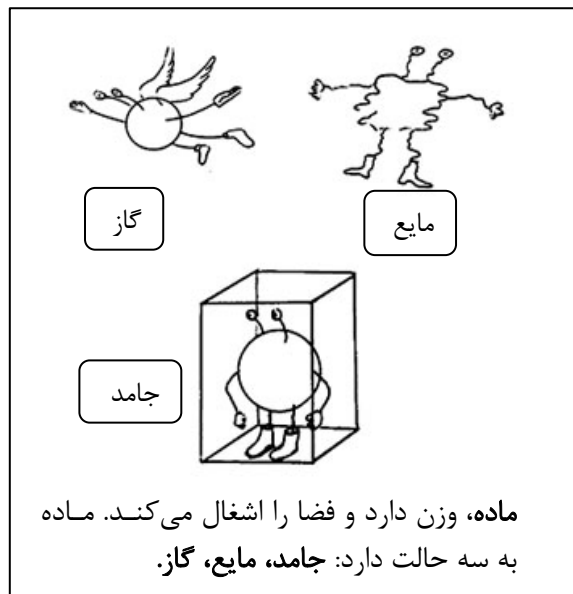 مایع
گاز
جامد
ماده، وزن دارد و فضا را اشغال می‌کند. ماده
به سه حالت دارد: جامد، مایع، گاز.